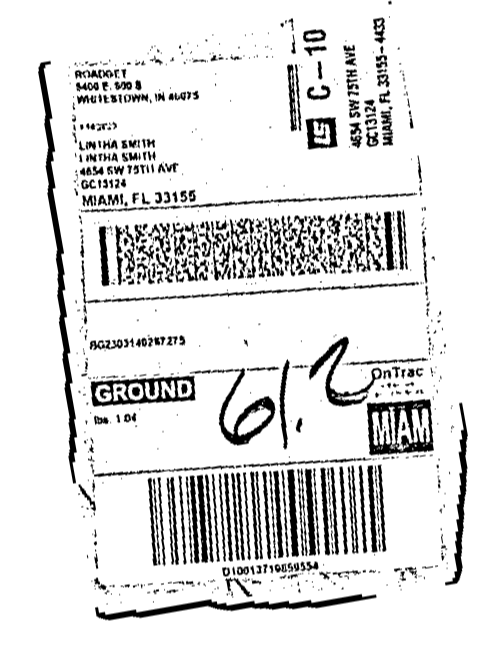 ROADGET
5400 E. 500 S
WHITESTOWN, IN 46075
LINTHA SMITH
LINTHA SMITH
4654 SW 75TH AVE
GC13124
MIAMI, FL 33155
LS C-10
4654 SW 75TH AVE
GC13124
MIAMI, FL 33155-4433
BG2303140287275
GROUND
lbs. 1.04
61.2
OnTrac
MIAM
D10013719859554